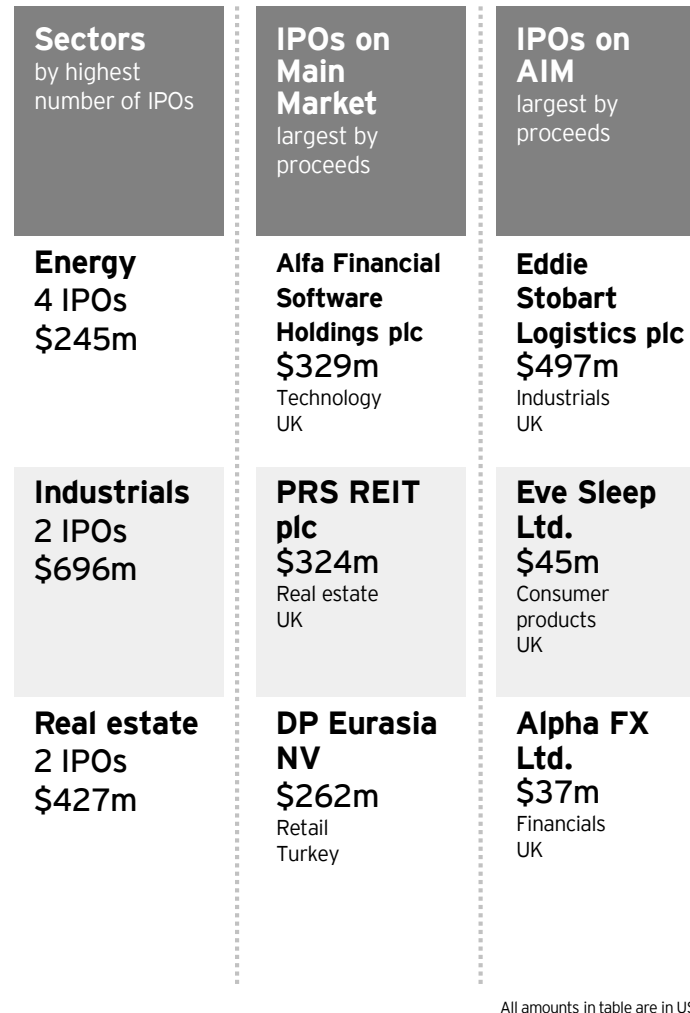 Sectors
by highest
number of IPOs
Energy
4 IPOs
$245m
Industrials
2 IPOs
$696m
Real estate
2 IPOs
$427m
IPOs on
Main
Market
largest by
proceeds
Alfa Financial
Software
Holdings plc
$329m
Technology
UK
PRS REIT
plc
$324m
Real estate
UK
DP Eurasia
NV
$262m
Retail
Turkey
IPOs on
AIM
largest by
proceeds
Eddie
Stobart
Logistics plc
$497m
Industrials
UK
Eve Sleep
Ltd.
$45m
Consumer
products
UK
Alpha FX
Ltd.
$37m
Financials
UK
All amounts in table are in US